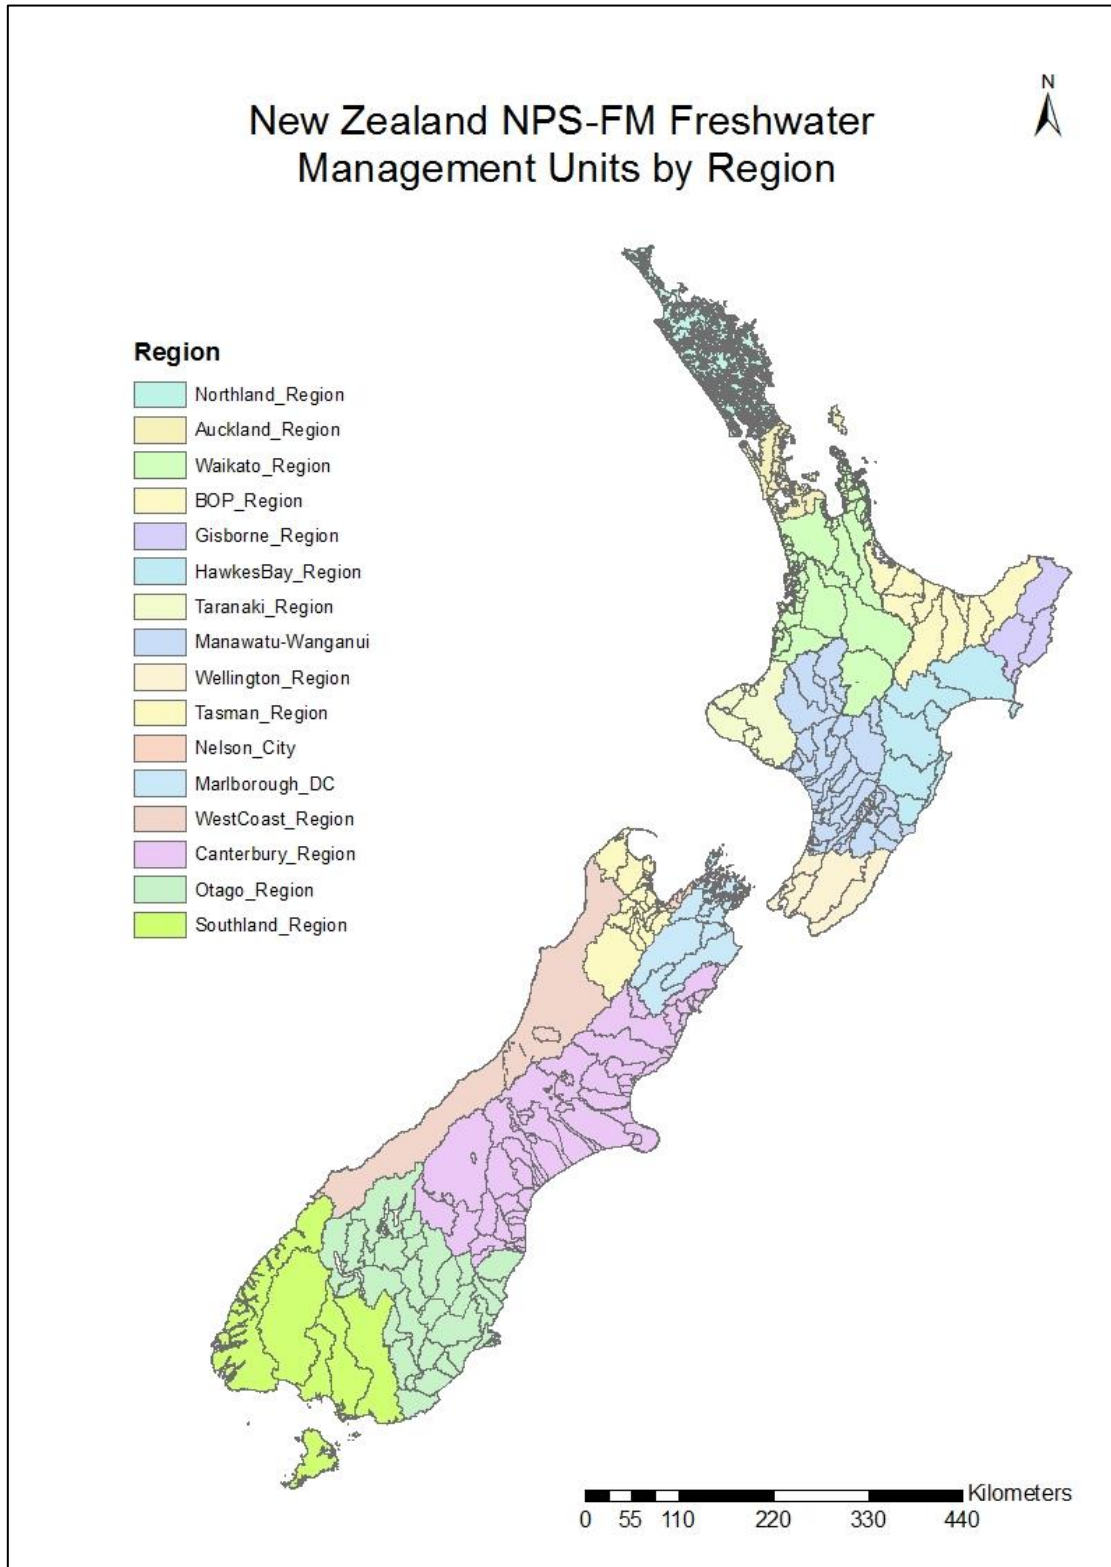 N
New Zealand NPS-FM Freshwater
Management Units by Region
Region
Northland_Region
Auckland_Region
Waikato_Region
BOP_Region
Gisborne_Region
HawkesBay_Region
Taranaki_Region
Manawatu-Wanganui
Wellington_Region
Tasman_Region
Nelson_City
Marlborough_DC
WestCoast_Region
Canterbury_Region
Otago_Region
Southland_Region
Kilometers
0 55 110 220 330 440